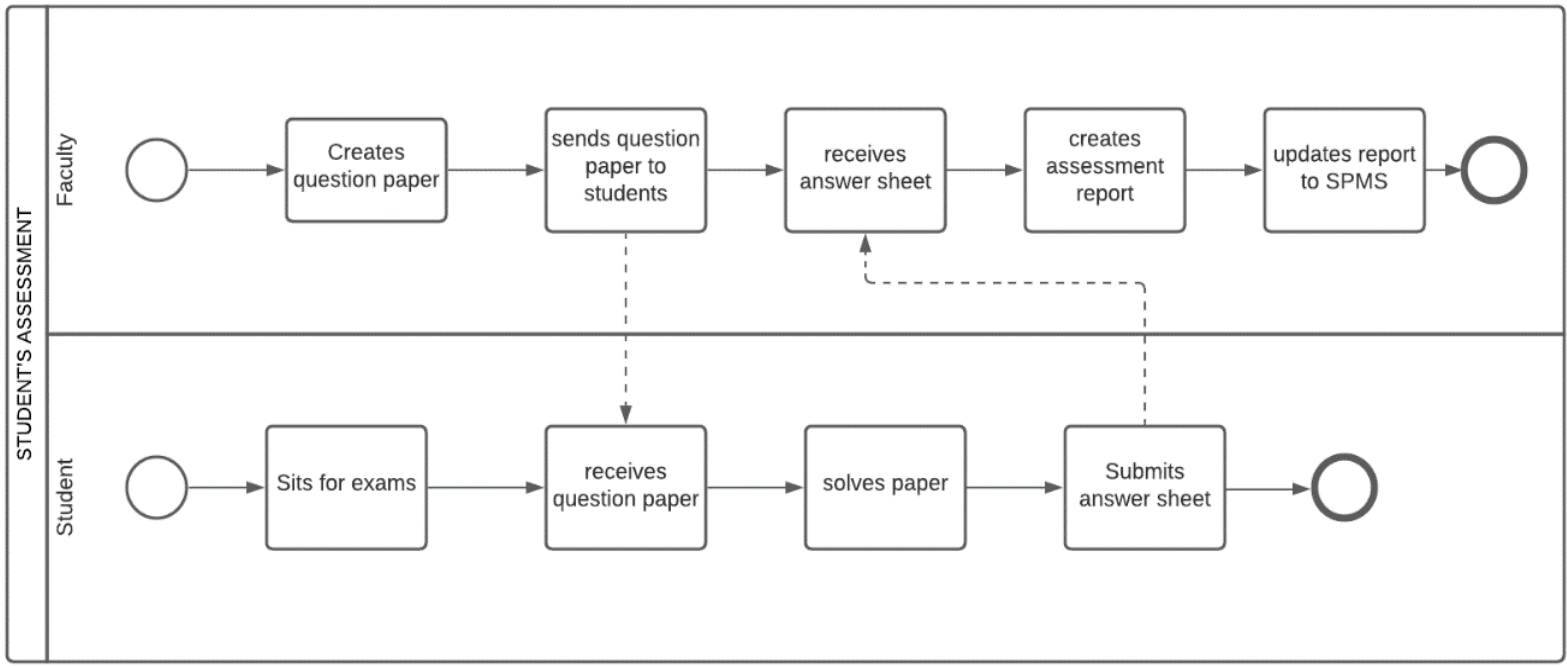 STUDENT'S ASSESSMENT
Faculty
Creates
question paper
sends question
paper to
students
receives
answer sheet
creates
assessment
report
updates report
to SPMS
Student
Sits for exams
receives
question paper
solves paper
Submits
answer sheet